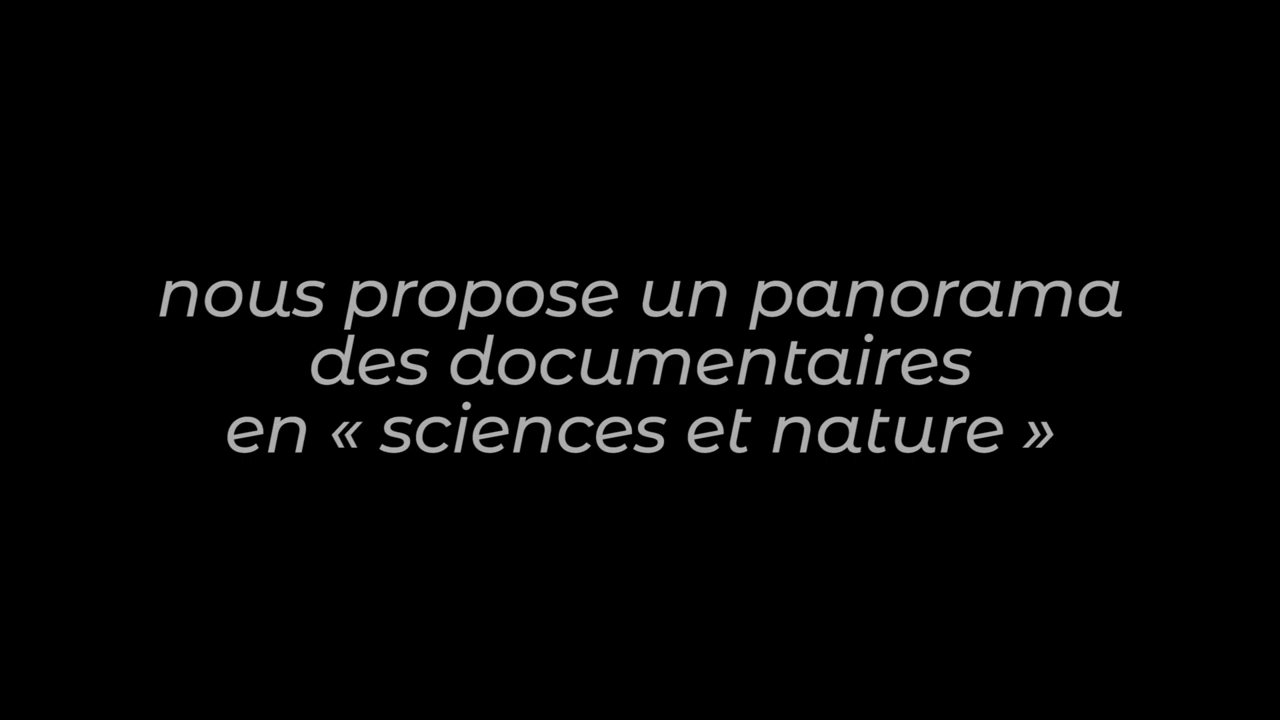 nous propose un panorama
des documentaires
en « sciences et nature »